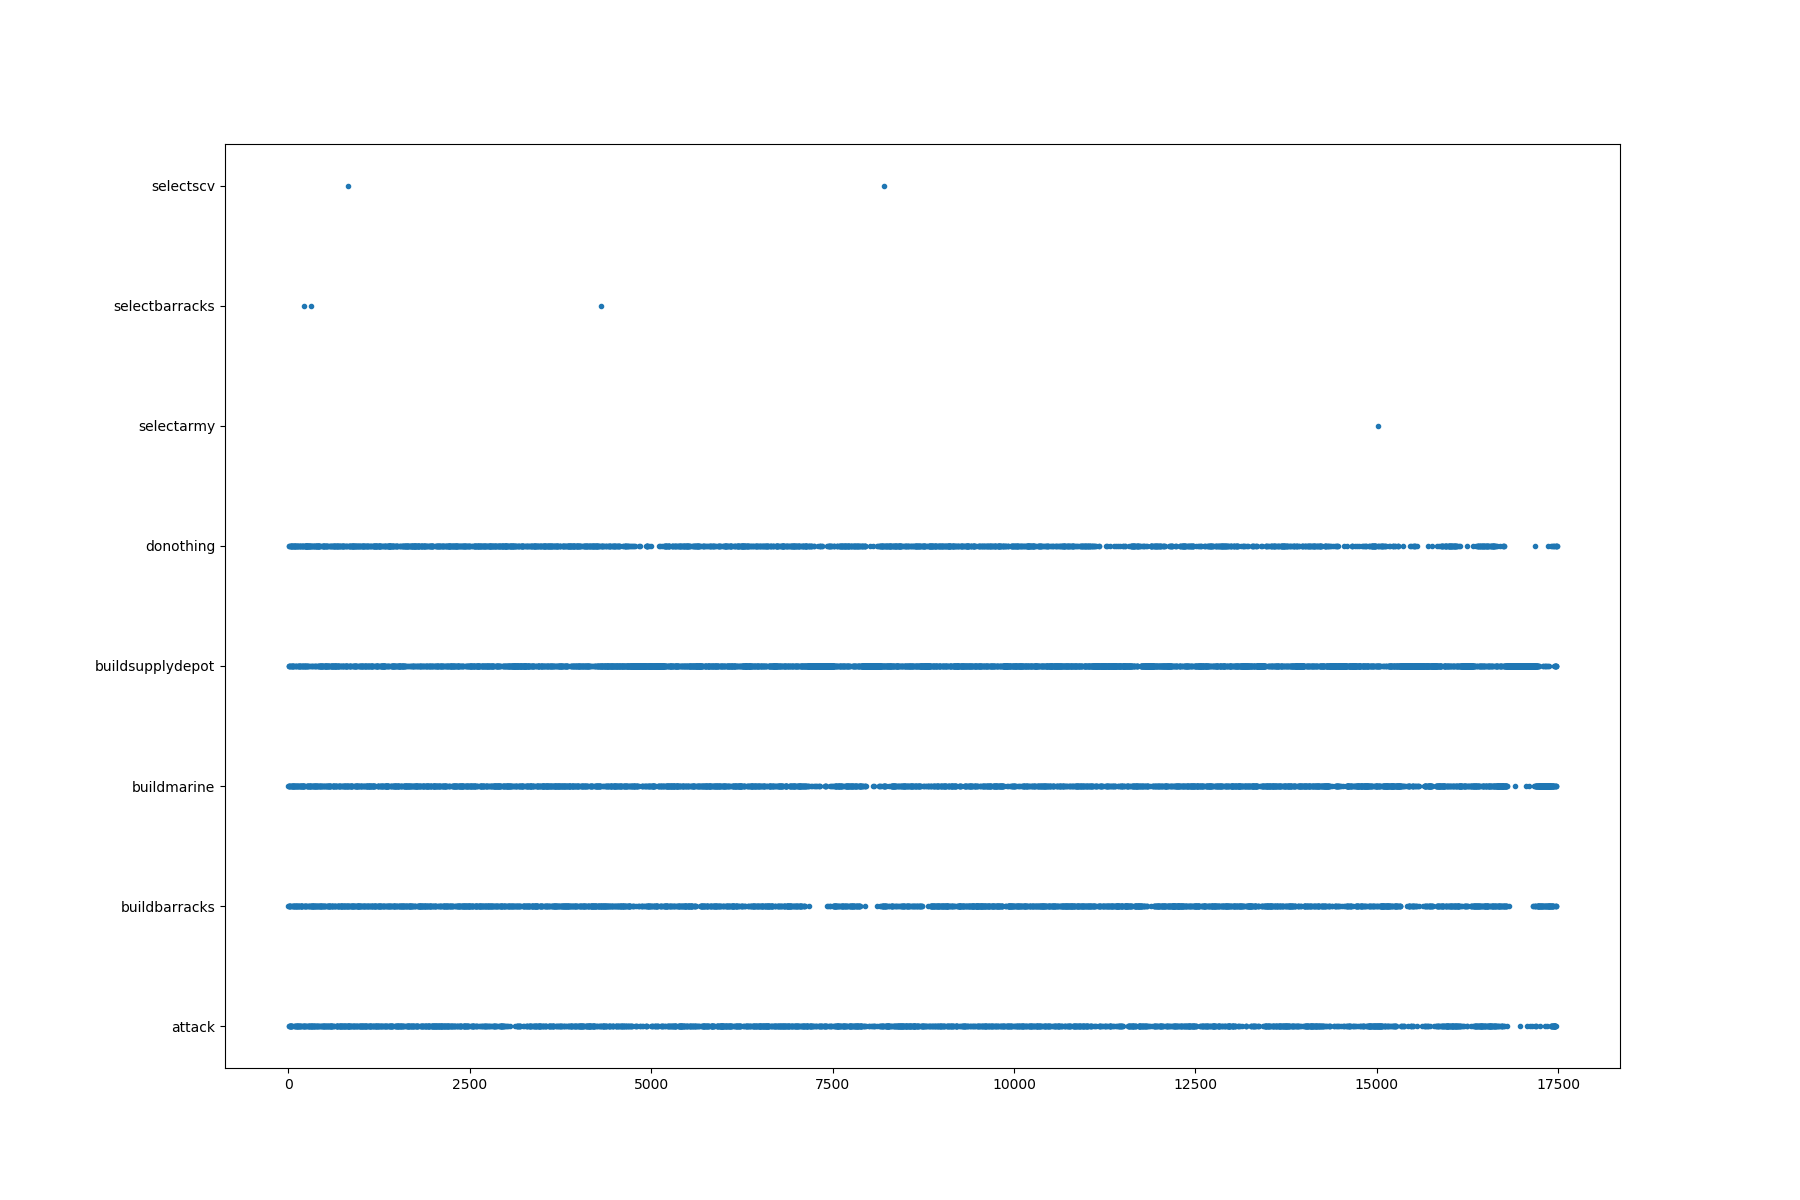 selectscv
selectbarracks
selectarmy
donothing
buildsupplydepot
buildmarine
buildbarracks
attack
0 2500 5000 7500 10000 12500 15000 17500